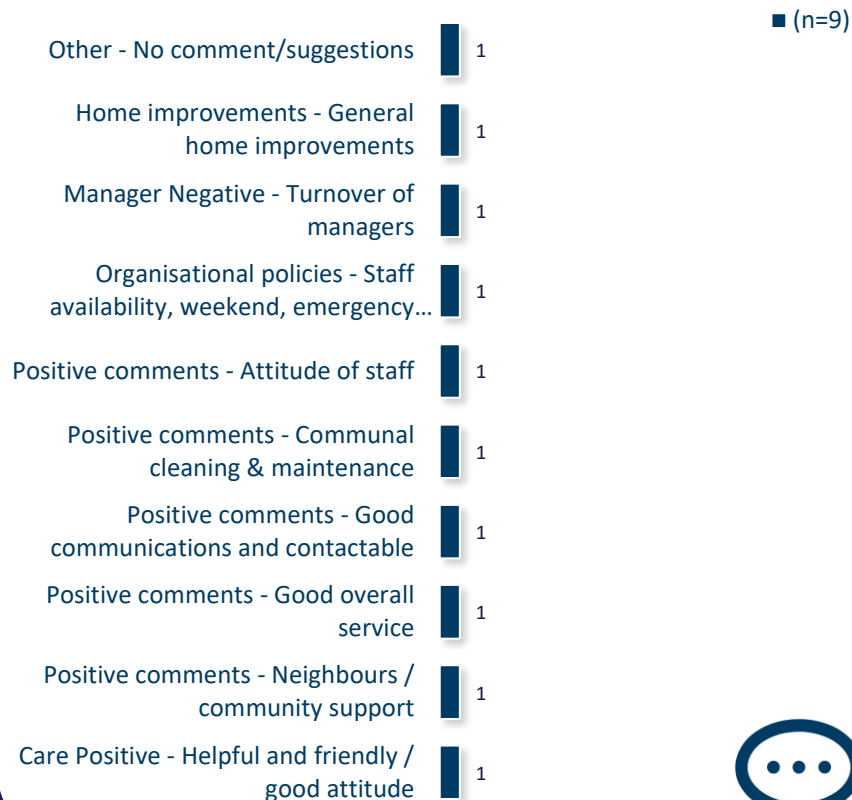 (n=9)
Other - No comment/suggestions
1
Home improvements - General
home improvements
1
Manager Negative - Turnover of
managers
1
Organisational policies - Staff
availability, weekend, emergency…
1
Positive comments - Attitude of staff
1
Positive comments - Communal
cleaning & maintenance
1
Positive comments - Good
communications and contactable
1
Positive comments - Good overall
service
1
Positive comments - Neighbours /
community support
1
Care Positive - Helpful and friendly /
good attitude
1